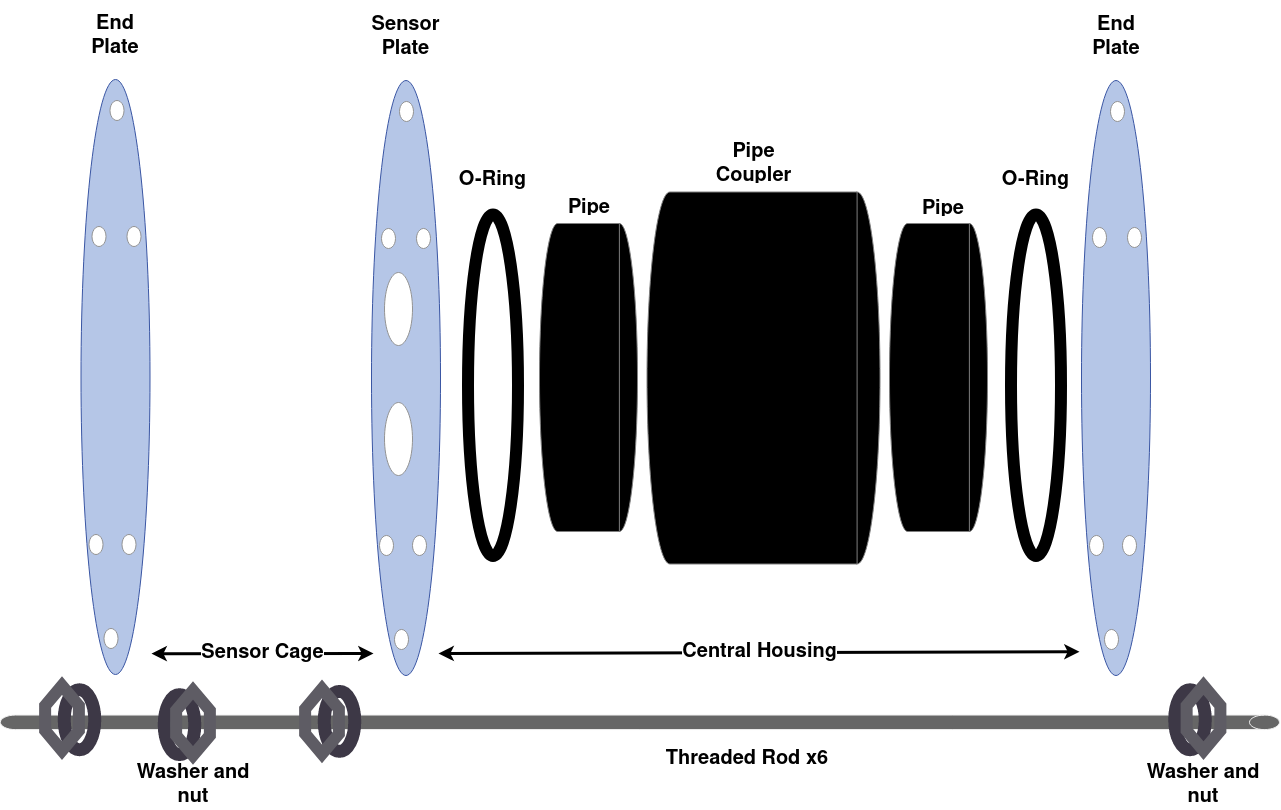 End
Plate
Sensor
Plate
End
Plate
Pipe
Coupler
O-Ring
O-Ring
Pipe
Pipe
Sensor Cage
Central Housing
Threaded Rod x6
Washer and
nut
Washer and
nut